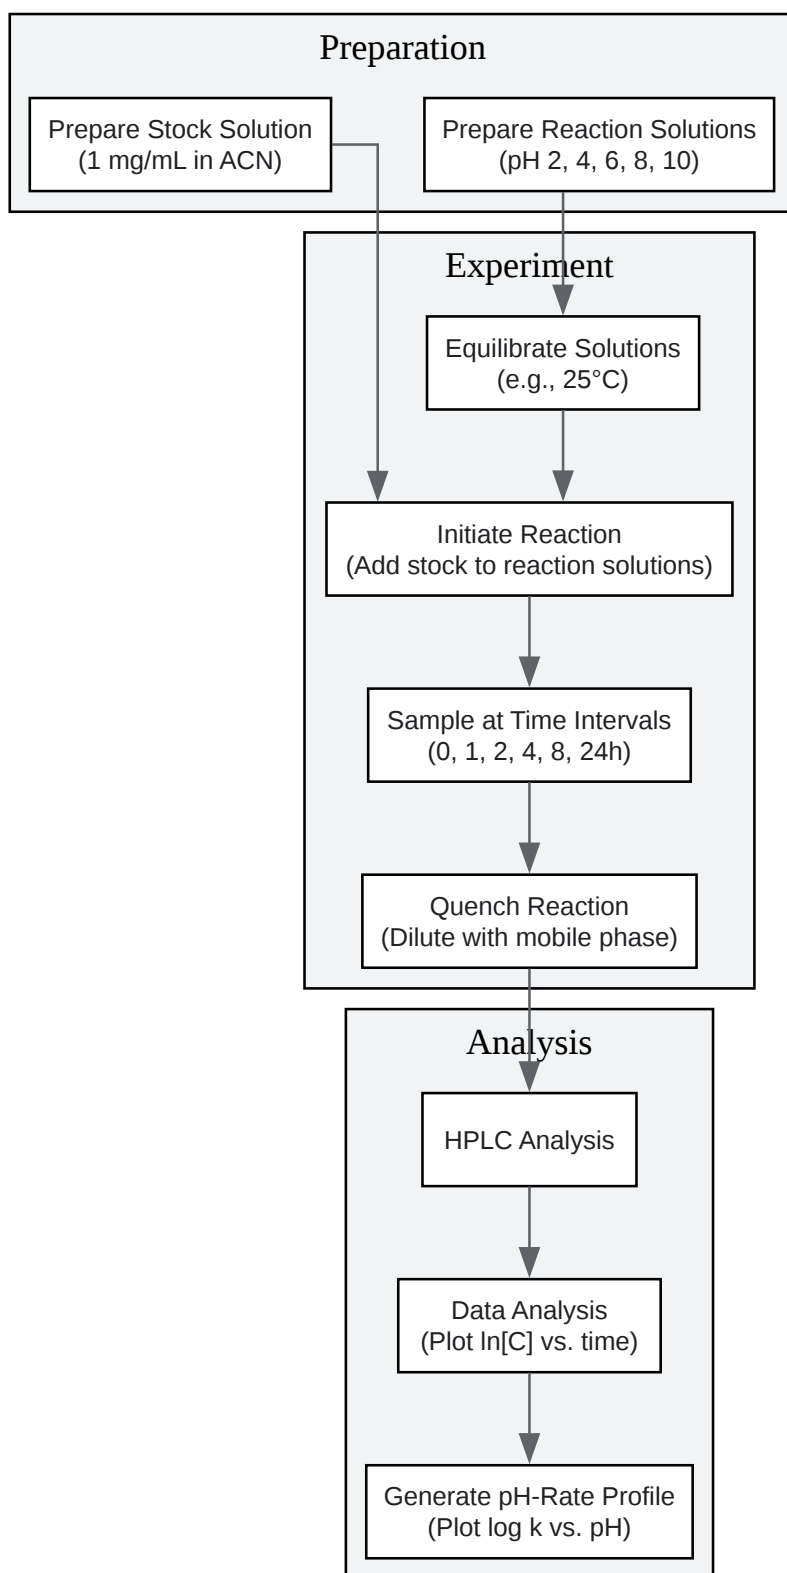 Preparation
Prepare Stock Solution
(1 mg/mL in ACN)
Prepare Reaction Solutions
(pH 2, 4, 6, 8, 10)
Experiment
Equilibrate Solutions
(e.g., 25°C)
Initiate Reaction
(Add stock to reaction solutions)
Sample at Time Intervals
(0, 1, 2, 4, 8, 24h)
Quench Reaction
(Dilute with mobile phase)
Analysis
HPLC Analysis
Data Analysis
(Plot ln[C] vs. time)
Generate pH-Rate Profile
(Plot log k vs. pH)